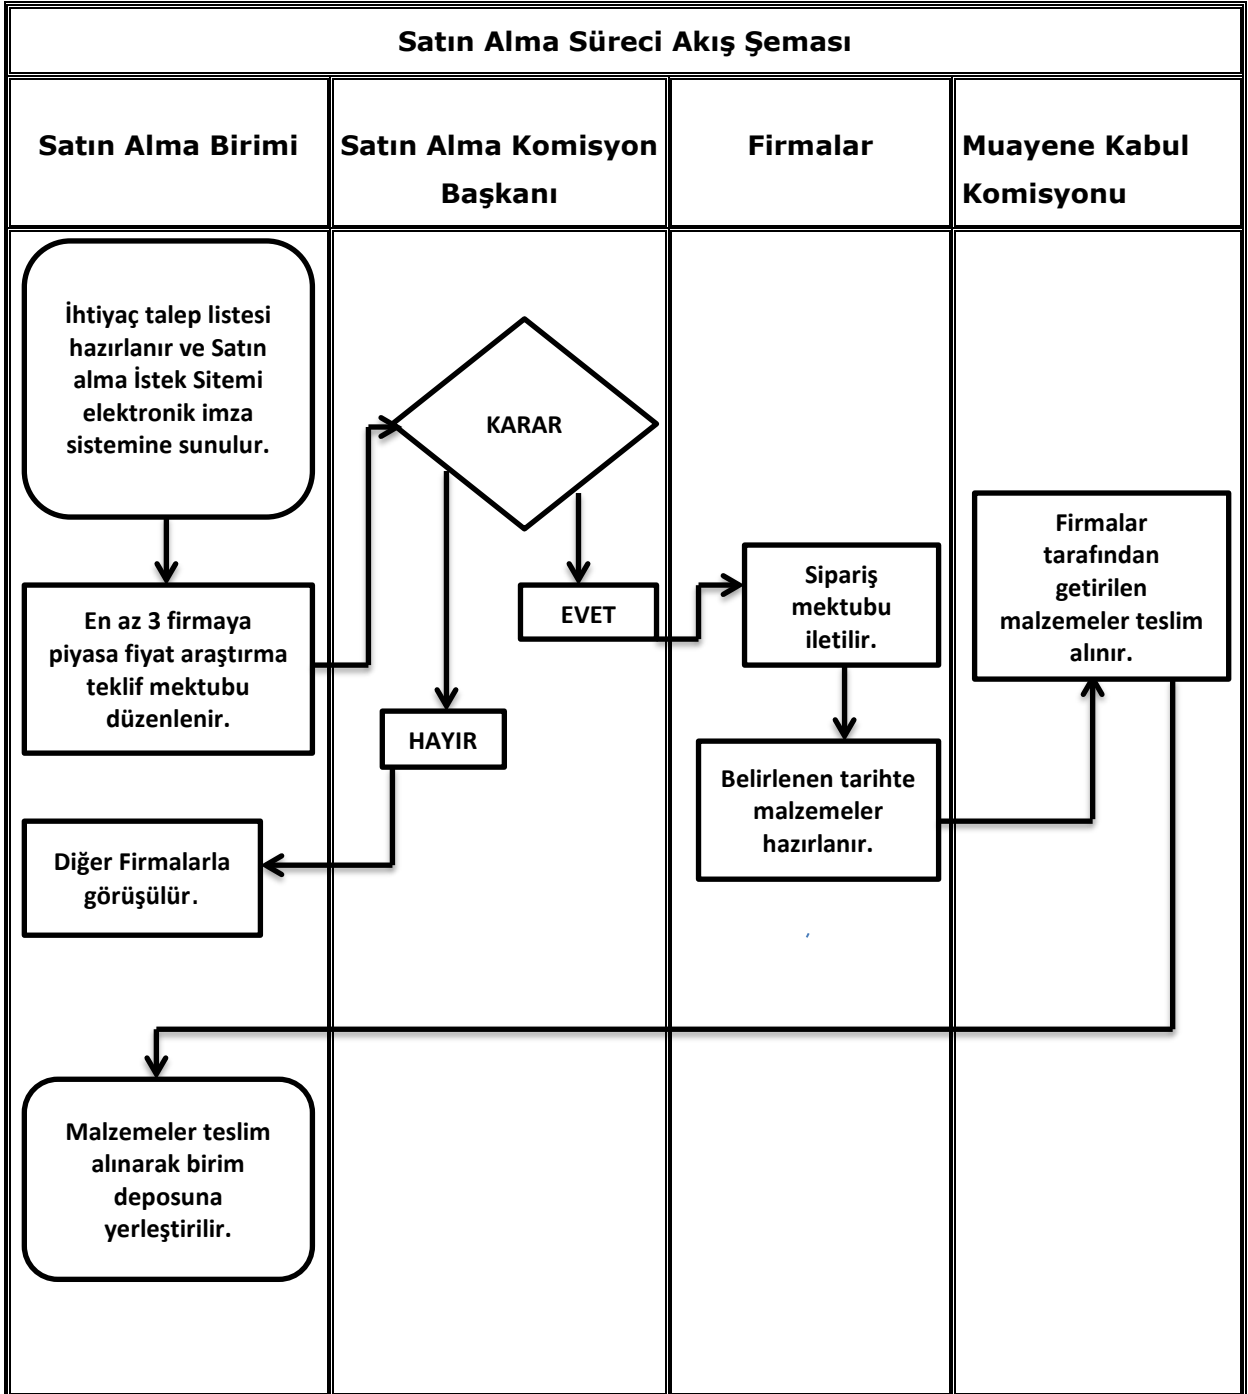 Satın Alma Süreci Akış Şeması
Satın Alma Birimi
Satın Alma Komisyon
Başkanı
Firmalar
Muayene Kabul
Komisyonu
İhtiyaç talep listesi
hazırlanır ve Satın
alma İstek Sitemi
elektronik imza
sistemine sunulur.
En az 3 firmaya
piyasa fiyat araştırma
teklif mektubu
düzenlenir.
KARAR
EVET
HAYIR
Diğer Firmalarla
görüşülür.
Sipariş
mektubu
iletilir.
Belirlenen tarihte
malzemeler
hazırlanır.
,
Firmalar
tarafından
getirilen
malzemeler teslim
alınır.
Malzemeler teslim
alınarak birim
deposuna
yerleştirilir.